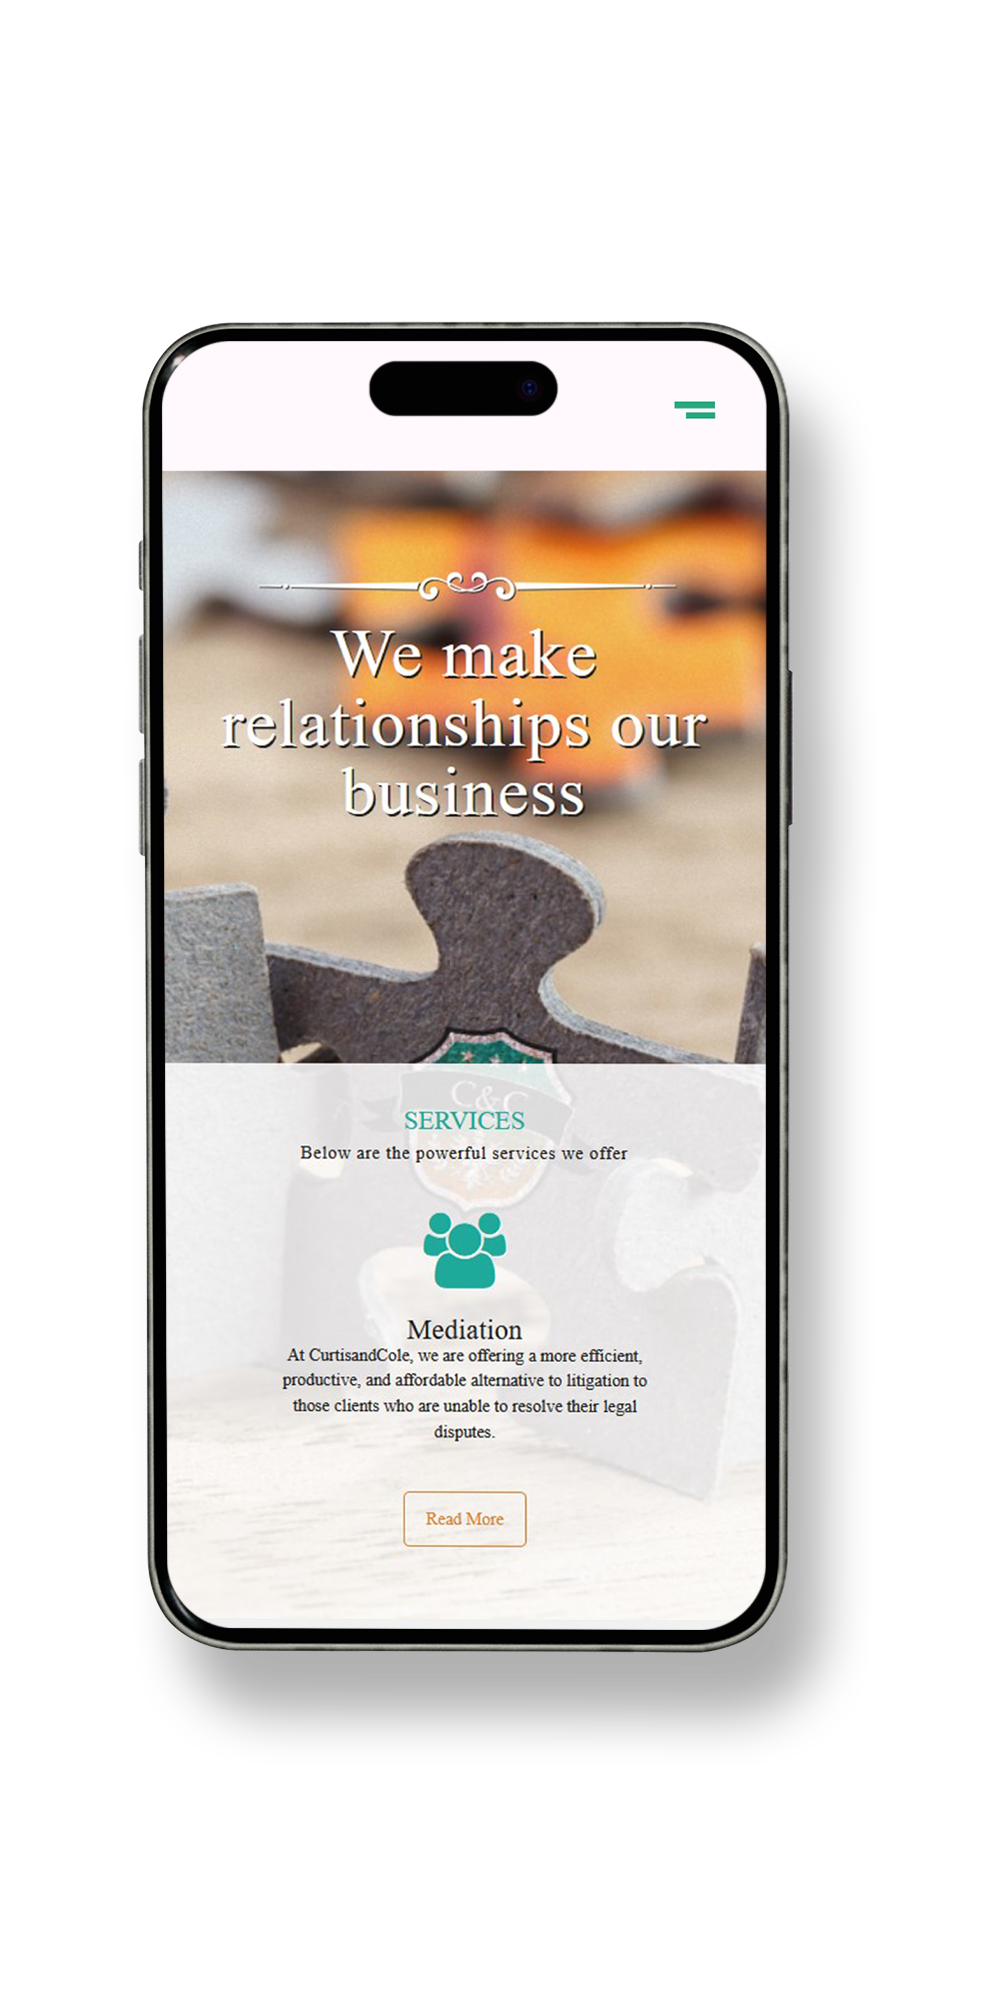 We make
relationships our
business
C&C
SERVICES
Below are the powerful services we offer
Mediation
At CurtisandCole, we are offering a more efficient,
productive, and affordable alternative to litigation to
those clients who are unable to resolve their legal
disputes.
Read More